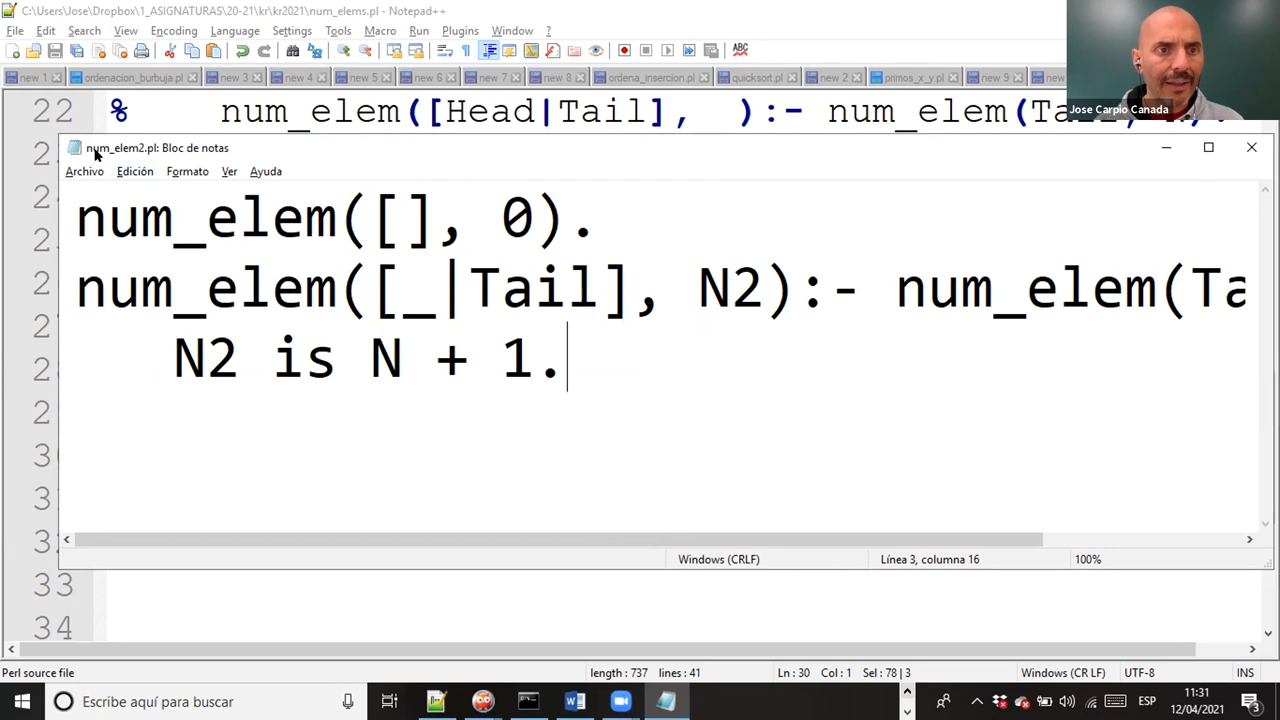 C:\Users\Jose\Dropbox\1_ASIGNATURAS\20-21\kr\kr2021\num_elems.pl - Notepad++
File Edit Search View Encoding Language Settings Tools Macro Run Plugins Window ?
new 1 ordenacion_burbuja.pl new 3 new 4 new 5 new 6 new 7 new 8 ordena_insercion.pl quicksort.pl new 2 primos_x_y.pl new 9 new
Jose Carpio Canada
22 % num_elem([Head|Tail], ):- num_elem(Ta
num_elem2.pl: Bloc de notas
Archivo Edición Formato Ver Ayuda
num_elem([], 0).
num_elem([_|Tail], N2):- num_elem(Ta
N2 is N + 1.
Windows (CRLF) Línea 3, columna 16 100%
33
34
Perl source file length : 737 lines : 41 Ln : 30 Col : 1 Sel : 78 | 3 Windows (CR LF) UTF-8 INS
Escribe aquí para buscar
ESP
11:31
12/04/2021
3